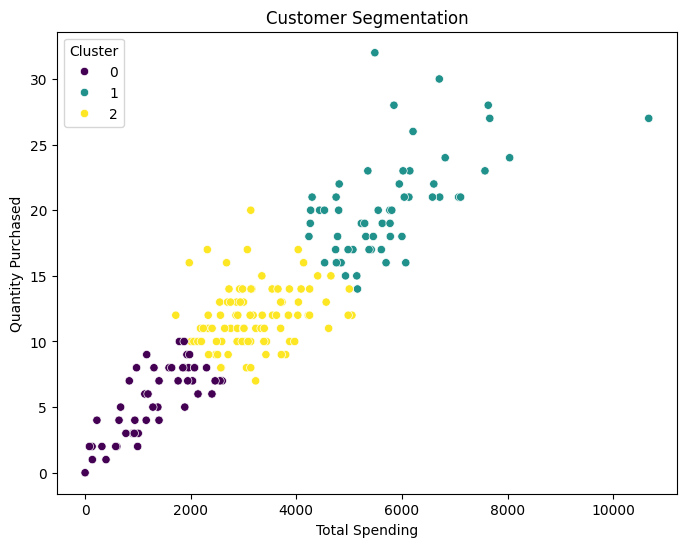 Customer Segmentation
Cluster
0
1
2
30
25
20
15
10
5
0
Quantity Purchased
0 2000 4000 6000 8000 10000
Total Spending